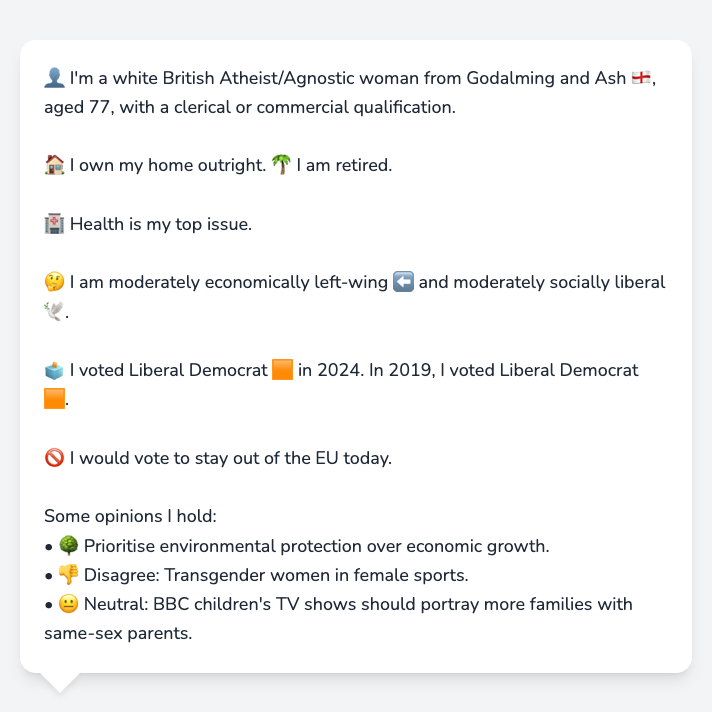 👤 I'm a white British Atheist/Agnostic woman from Godalming and Ash 🏴󠁧󠁢󠁥󠁮󠁧󠁿,
aged 77, with a clerical or commercial qualification.
🏠 I own my home outright. 🌴 I am retired.
🏥 Health is my top issue.
🤔 I am moderately economically left-wing ⬅️ and moderately socially liberal
🕊️.
🗳️ I voted Liberal Democrat 🟧 in 2024. In 2019, I voted Liberal Democrat
🟧.
🚫 I would vote to stay out of the EU today.
Some opinions I hold:
• 🌳 Prioritise environmental protection over economic growth.
• 👎 Disagree: Transgender women in female sports.
• 😐 Neutral: BBC children's TV shows should portray more families with
same-sex parents.